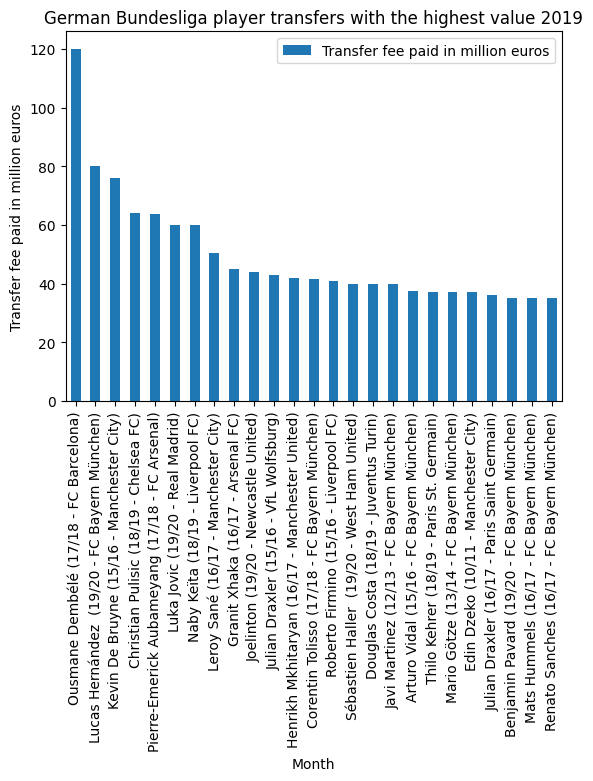 German Bundesliga player transfers with the highest value 2019
Transfer fee paid in million euros
Transfer fee paid in million euros
120
100
80
60
40
20
0
Ousmane Dembélé (17/18 - FC Barcelona)
Lucas Hernández  (19/20 - FC Bayern München)
Kevin De Bruyne (15/16 - Manchester City)
Christian Pulisic (18/19 - Chelsea FC)
Pierre-Emerick Aubameyang (17/18 - FC Arsenal)
Luka Jovic (19/20 - Real Madrid)
Naby Keïta (18/19 - Liverpool FC)
Leroy Sané (16/17 - Manchester City)
Granit Xhaka (16/17 - Arsenal FC)
Joelinton (19/20 - Newcastle United)
Julian Draxler (15/16 - VfL Wolfsburg)
Henrikh Mkhitaryan (16/17 - Manchester United)
Corentin Tolisso (17/18 - FC Bayern München)
Roberto Firmino (15/16 - Liverpool FC)
Sébastien Haller  (19/20 - West Ham United)
Douglas Costa (18/19 - Juventus Turin)
Javi Martinez (12/13 - FC Bayern München)
Arturo Vidal (15/16 - FC Bayern München)
Thilo Kehrer (18/19 - Paris St. Germain)
Mario Götze (13/14 - FC Bayern München)
Edin Dzeko (10/11 - Manchester City)
Julian Draxler (16/17 - Paris Saint Germain)
Benjamin Pavard (19/20 - FC Bayern München)
Mats Hummels (16/17 - FC Bayern München)
Renato Sanches (16/17 - FC Bayern München)
Month